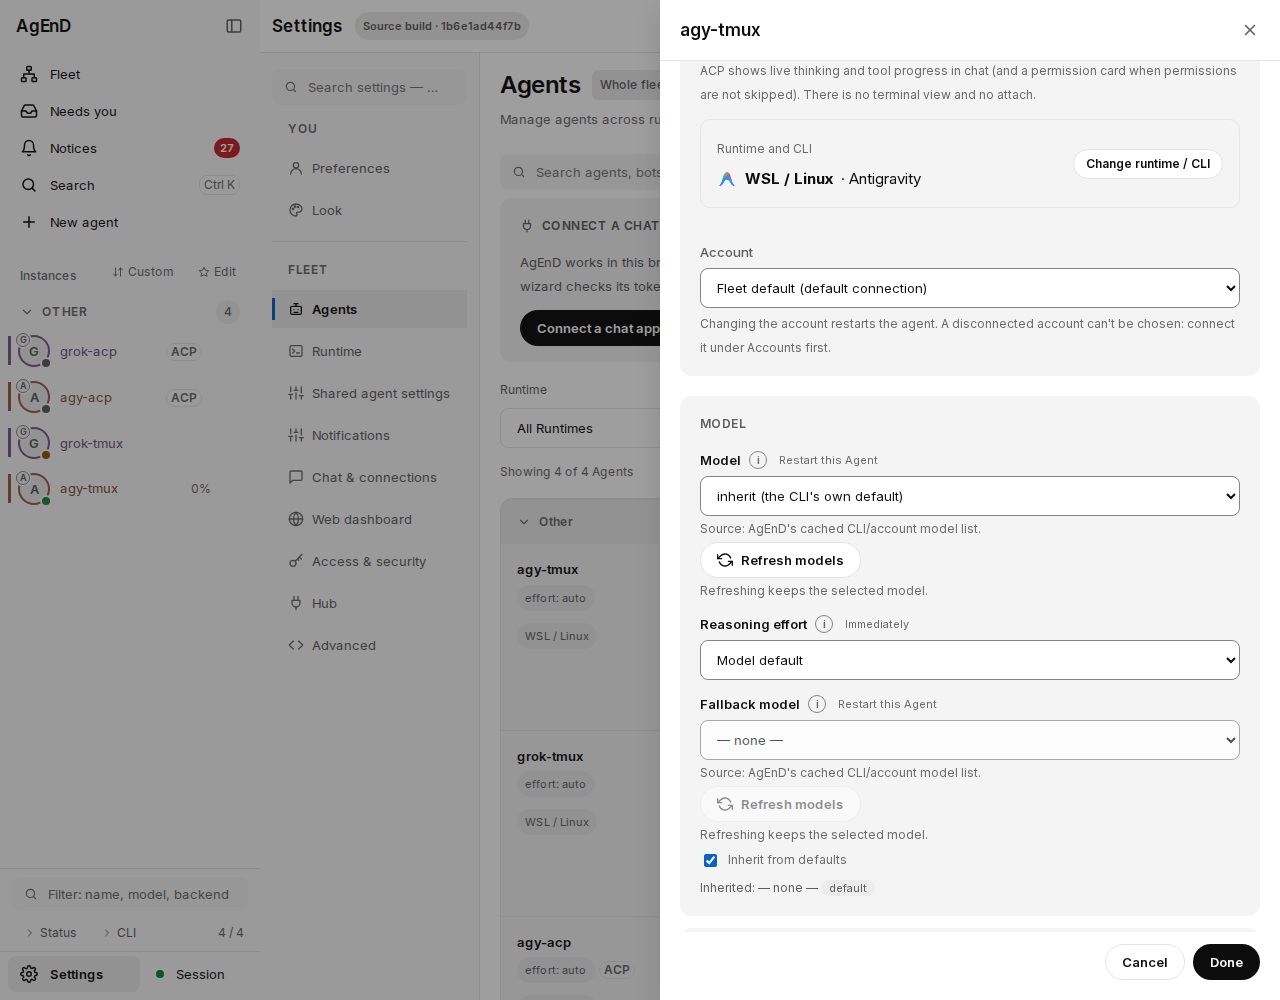 AgEnD
Fleet
Needs you
Notices
27
Search
Ctrl K
New agent
Instances
Custom
Edit
OTHER
4
G
G
grok-acp
ACP
A
A
agy-acp
ACP
G
G
grok-tmux
A
A
agy-tmux
0%
Filter: name, model, backend
Status
CLI
4 / 4
Settings
Session
Settings
Source build · 1b6e1ad44f7b
Search settings — ...
YOU
Preferences
Look
FLEET
Agents
Runtime
Shared agent settings
Notifications
Chat & connections
Web dashboard
Access & security
Hub
Advanced
Agents
Whole flee
Manage agents across ru
Search agents, bots
CONNECT A CHAT
AgEnD works in this br
wizard checks its toke
Connect a chat app
Runtime
All Runtimes
Showing 4 of 4 Agents
Other
agy-tmux
effort: auto
WSL / Linux
grok-tmux
effort: auto
WSL / Linux
agy-acp
effort: auto
ACP
WSL / Linux
agy-tmux
ACP shows live thinking and tool progress in chat (and a permission card when permissions
are not skipped). There is no terminal view and no attach.
Runtime and CLI
WSL / Linux · Antigravity
Change runtime / CLI
Account
Fleet default (default connection)
Changing the account restarts the agent. A disconnected account can't be chosen: connect
it under Accounts first.
MODEL
Model
i
Restart this Agent
inherit (the CLI's own default)
Source: AgEnD's cached CLI/account model list.
Refresh models
Refreshing keeps the selected model.
Reasoning effort
i
Immediately
Model default
Fallback model
i
Restart this Agent
— none —
Source: AgEnD's cached CLI/account model list.
Refresh models
Refreshing keeps the selected model.
Inherit from defaults
Inherited: — none — default
Cancel
Done